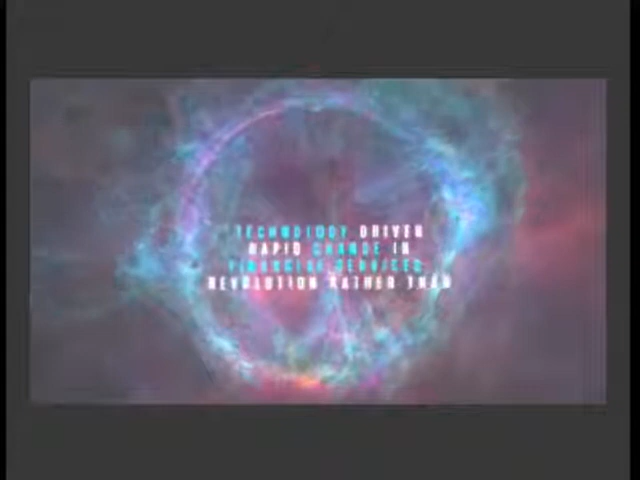 TECHNOLOGY DRIVEN
RAPID CHANGE IN
FINANCIAL SERVICES
REVOLUTION RATHER THAN